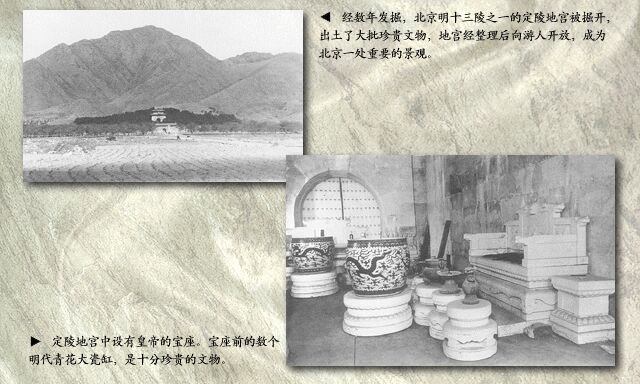 ◀ 经数年发掘，北京明十三陵之一的定陵地宫被掘开，
出土了大批珍贵文物，地宫经整理后向游人开放，成为
北京一处重要的景观。
▶ 定陵地宫中设有皇帝的宝座。宝座前的数个
明代青花大瓷缸，是十分珍贵的文物。